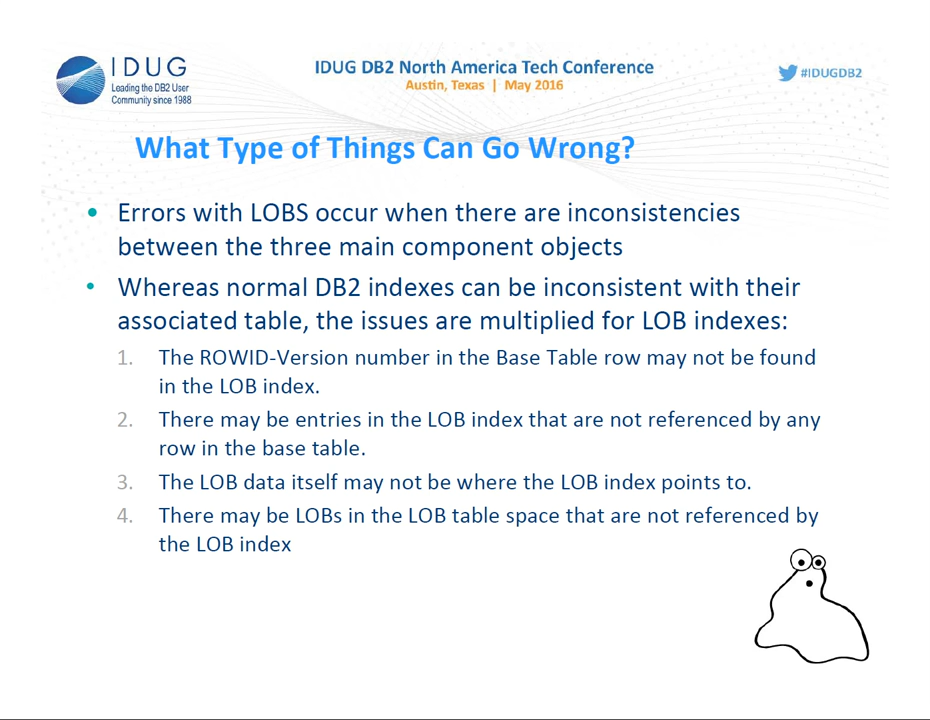 IDUG
Leading the DB2 User
Community since 1988
IDUG DB2 North America Tech Conference
Austin, Texas | May 2016
#IDUGDB2
What Type of Things Can Go Wrong?
• Errors with LOBS occur when there are inconsistencies
between the three main component objects
• Whereas normal DB2 indexes can be inconsistent with their
associated table, the issues are multiplied for LOB indexes:
1. The ROWID-Version number in the Base Table row may not be found
in the LOB index.
2. There may be entries in the LOB index that are not referenced by any
row in the base table.
3. The LOB data itself may not be where the LOB index points to.
4. There may be LOBs in the LOB table space that are not referenced by
the LOB index